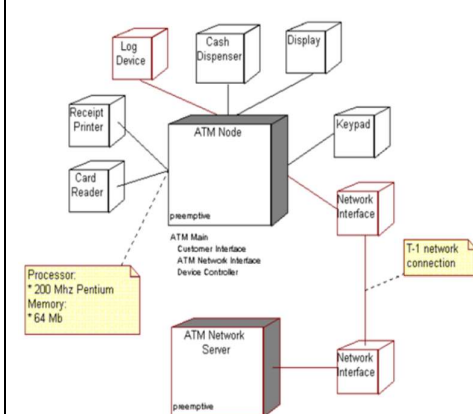 Log
Device
Cash
Dispenser
Display
Receipt
Printer
ATM Node
Keypad
Card
Reader
preemptive
Network
Interface
ATM Main
Customer Interface
ATM Network Interface
Device Controller
T-1 network
connection
Processor:
* 200 Mhz Pentium
Memory:
* 64 Mb
ATM Network
Server
Network
Interface
preemptive